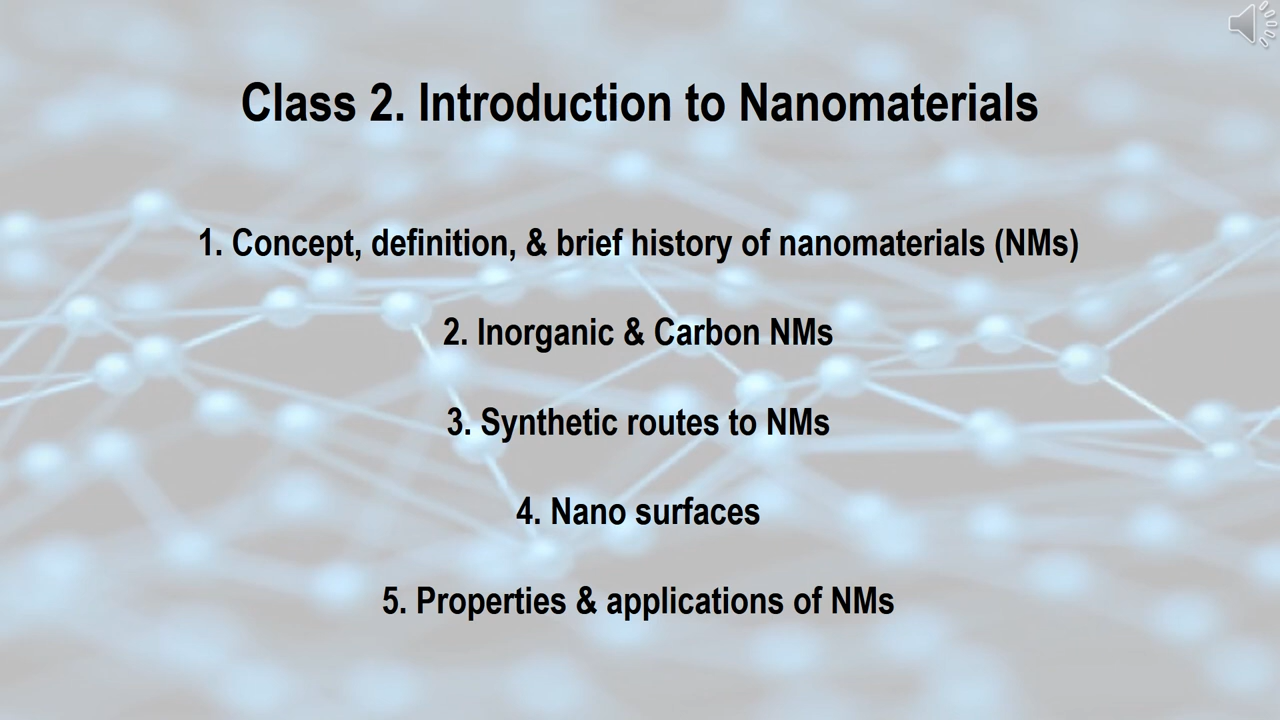 Class 2. Introduction to Nanomaterials
1. Concept, definition, & brief history of nanomaterials (NMs)
2. Inorganic & Carbon NMs
3. Synthetic routes to NMs
4. Nano surfaces
5. Properties & applications of NMs